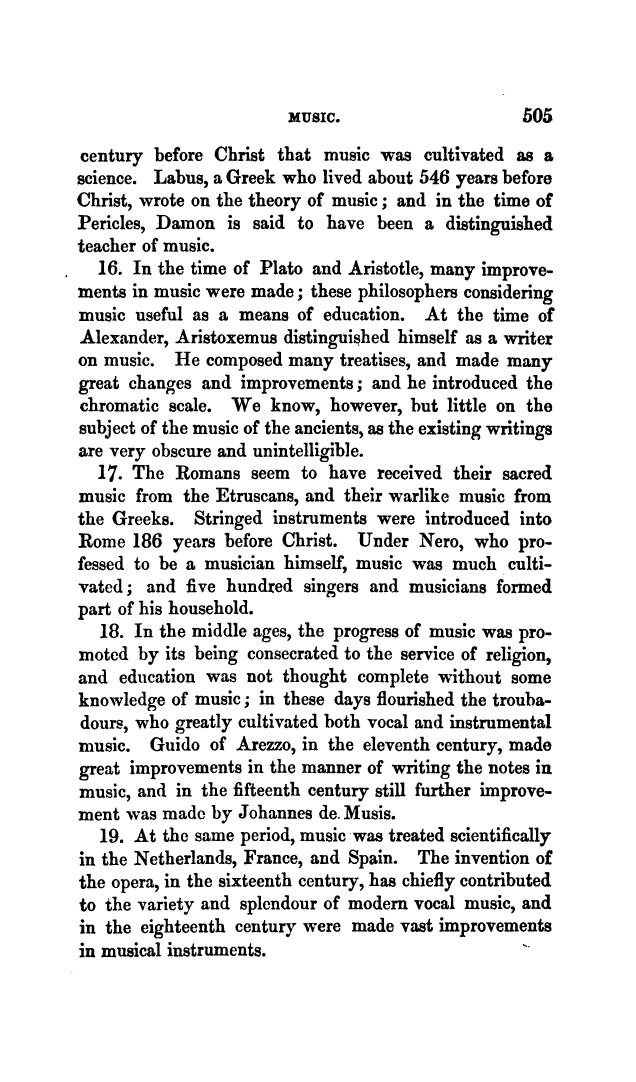 MUSIC. 505
century before Christ that music was cultivated as a
science. Labus, a Greek who lived about 546 years before
Christ, wrote on the theory of music; and in the time of
Pericles, Damon is said to have been a distinguished
teacher of music.
16. In the time of Plato and Aristotle, many improve-
ments in music were made; these philosophers considering
music useful as a means of education. At the time of
Alexander, Aristoxemus distinguished himself as a writer
on music. He composed many treatises, and made many
great changes and improvements; and he introduced the
chromatic scale. We know, however, but little on the
subject of the music of the ancients, as the existing writings
are very obscure and unintelligible.
17. The Romans seem to have received their sacred
music from the Etruscans, and their warlike music from
the Greeks. Stringed instruments were introduced into
Rome 186 years before Christ. Under Nero, who pro-
fessed to be a musician himself, music was much culti-
vated; and five hundred singers and musicians formed
part of his household.
18. In the middle ages, the progress of music was pro-
moted by its being consecrated to the service of religion,
and education was not thought complete without some
knowledge of music; in these days flourished the trouba-
dours, who greatly cultivated both vocal and instrumental
music. Guido of Arezzo, in the eleventh century, made
great improvements in the manner of writing the notes in
music, and in the fifteenth century still further improve-
ment was made by Johannes de Musis.
19. At the same period, music was treated scientifically
in the Netherlands, France, and Spain. The invention of
the opera, in the sixteenth century, has chiefly contributed
to the variety and splendour of modern vocal music, and
in the eighteenth century were made vast improvements
in musical instruments.